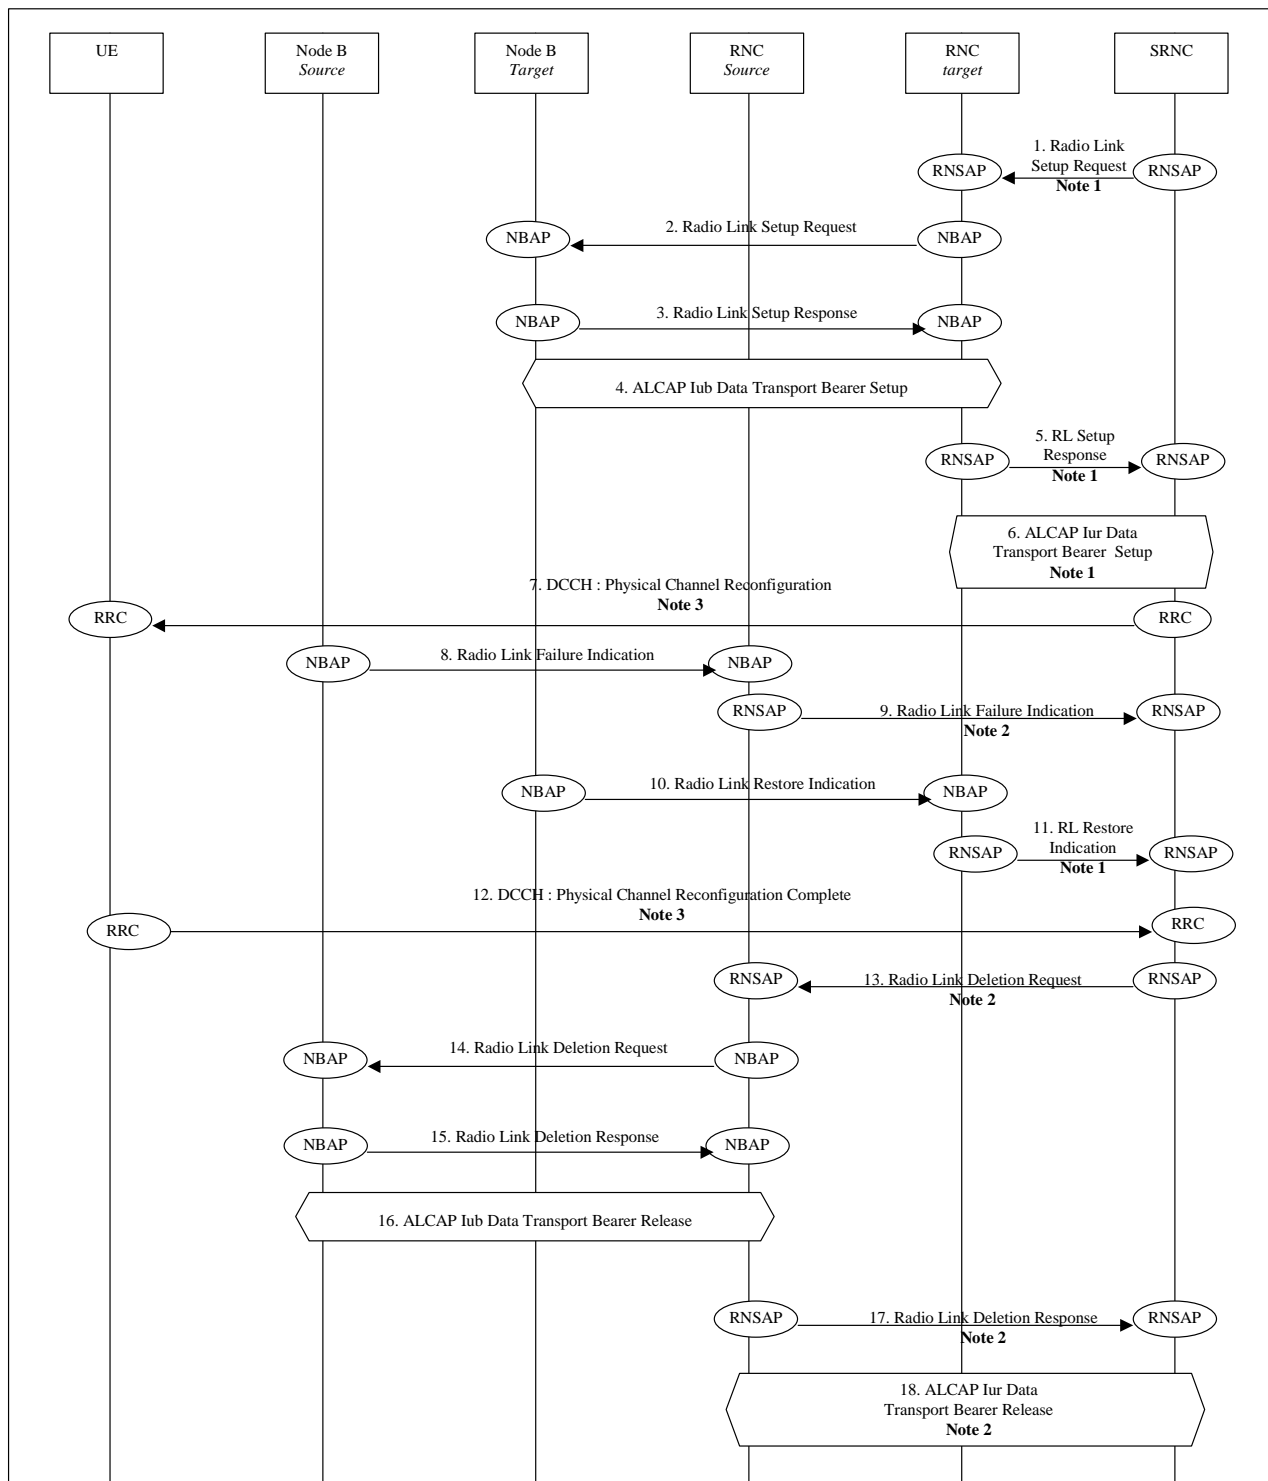 UE
Node B
Source
Node B
Target
RNC
Source
RNC
target
SRNC
1. Radio Link
Setup Request
Note 1
RNSAP
RNSAP
2. Radio Link Setup Request
NBAP
NBAP
3. Radio Link Setup Response
NBAP
NBAP
4. ALCAP Iub Data Transport Bearer Setup
5. RL Setup
Response
Note 1
RNSAP
RNSAP
6. ALCAP Iur Data
Transport Bearer Setup
Note 1
7. DCCH : Physical Channel Reconfiguration
Note 3
RRC
RRC
8. Radio Link Failure Indication
NBAP
NBAP
9. Radio Link Failure Indication
Note 2
RNSAP
RNSAP
10. Radio Link Restore Indication
NBAP
NBAP
11. RL Restore
Indication
Note 1
RNSAP
RNSAP
12. DCCH : Physical Channel Reconfiguration Complete
Note 3
RRC
RRC
13. Radio Link Deletion Request
Note 2
RNSAP
RNSAP
14. Radio Link Deletion Request
NBAP
NBAP
15. Radio Link Deletion Response
NBAP
NBAP
16. ALCAP Iub Data Transport Bearer Release
17. Radio Link Deletion Response
Note 2
RNSAP
RNSAP
18. ALCAP Iur Data
Transport Bearer Release
Note 2